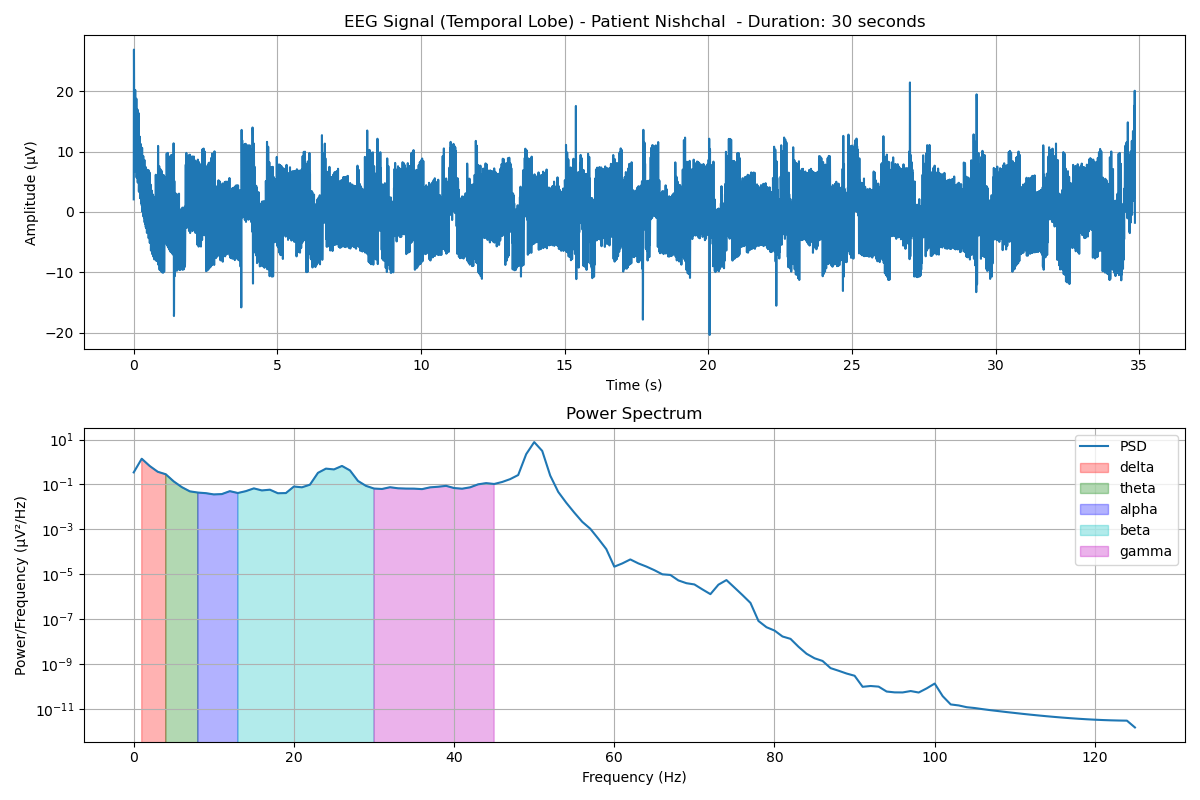 EEG Signal (Temporal Lobe) - Patient Nishchal  - Duration: 30 seconds
Amplitude (µV)
20
10
0
−10
−20
0 5 10 15 20 25 30 35
Time (s)
Power Spectrum
Power/Frequency (µV²/Hz)
10¹
10⁻¹
10⁻³
10⁻⁵
10⁻⁷
10⁻⁹
10⁻¹¹
PSD
delta
theta
alpha
beta
gamma
0 20 40 60 80 100 120
Frequency (Hz)